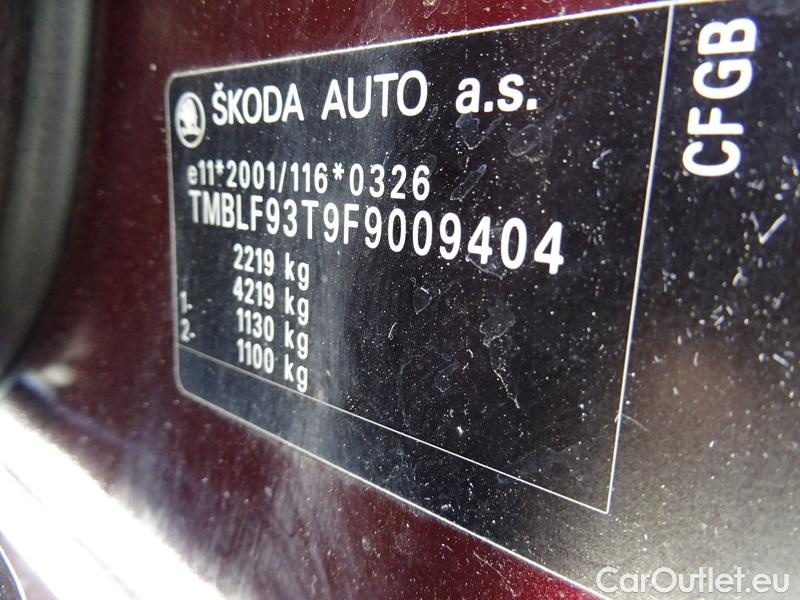 ŠKODA AUTO a.s.
e11*2001/116*0326
TMBLF93T9F9009404
2219 kg
4219 kg
1- 1130 kg
2- 1100 kg
CFGB
CarOutlet.eu